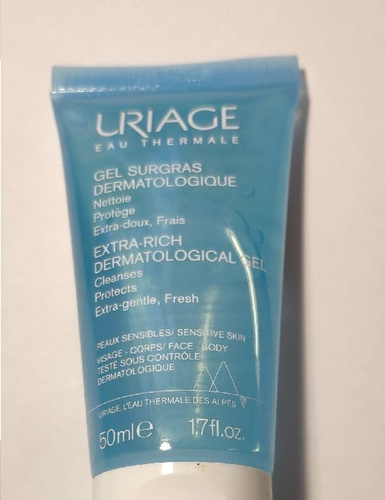 URIAGE
EAU THERMALE
GEL SURGRAS
DERMATOLOGIQUE
Nettoie
Protège
Extra-doux, Frais
EXTRA-RICH
DERMATOLOGICAL GEL
Cleanses
Protects
Extra-gentle, Fresh
PEAUX SENSIBLES/ SENSITIVE SKIN
VISAGE - CORPS/ FACE - BODY
TESTÉ SOUS CONTRÔLE
DERMATOLOGIQUE
URIAGE, L'EAU THERMALE DES ALPES
50ml e 1.7fl.oz.